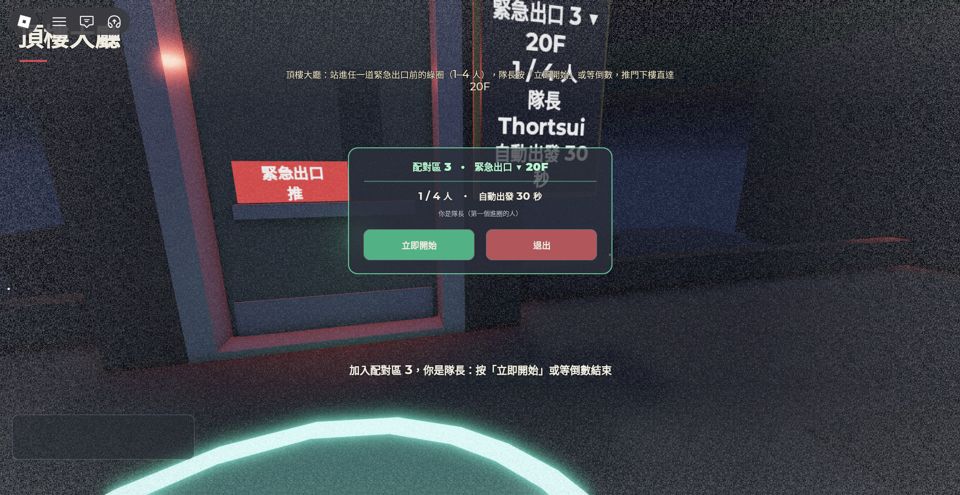 頂樓大廳
緊急出口 3 ▼
20F
1 / 4 人
隊長
Thortsui
自動出發 30
秒
頂樓大廳：站進任一道緊急出口前的綠圈（1–4 人），隊長按「立即開始」或等倒數，推門下樓直達
20F
緊急出口
推
配對區 3 • 緊急出口 ▼ 20F
1 / 4 人 · 自動出發 30 秒
你是隊長（第一個進圈的人）
立即開始
退出
加入配對區 3，你是隊長：按「立即開始」或等倒數結束